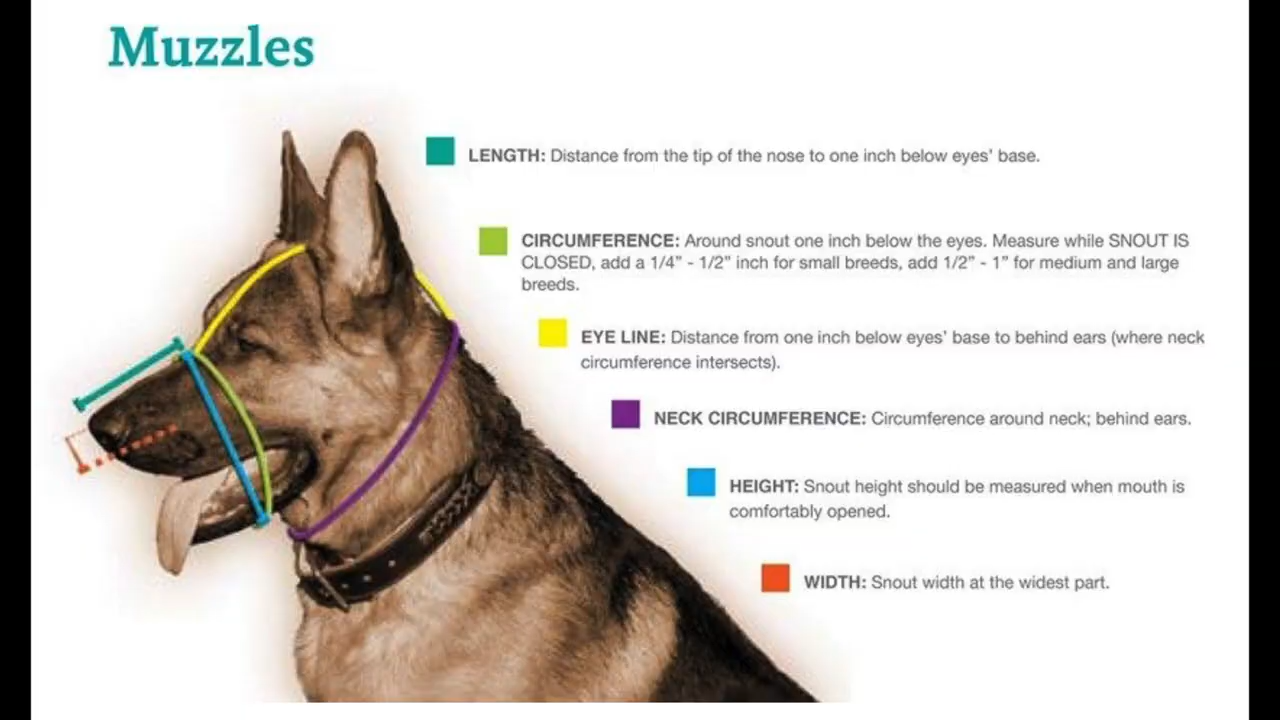 Muzzles
LENGTH: Distance from the tip of the nose to one inch below eyes’ base.
CIRCUMFERENCE: Around snout one inch below the eyes. Measure while SNOUT IS
CLOSED, add a 1/4” - 1/2” inch for small breeds, add 1/2” - 1” for medium and large
breeds.
EYE LINE: Distance from one inch below eyes’ base to behind ears (where neck
circumference intersects).
NECK CIRCUMFERENCE: Circumference around neck; behind ears.
HEIGHT: Snout height should be measured when mouth is
comfortably opened.
WIDTH: Snout width at the widest part.